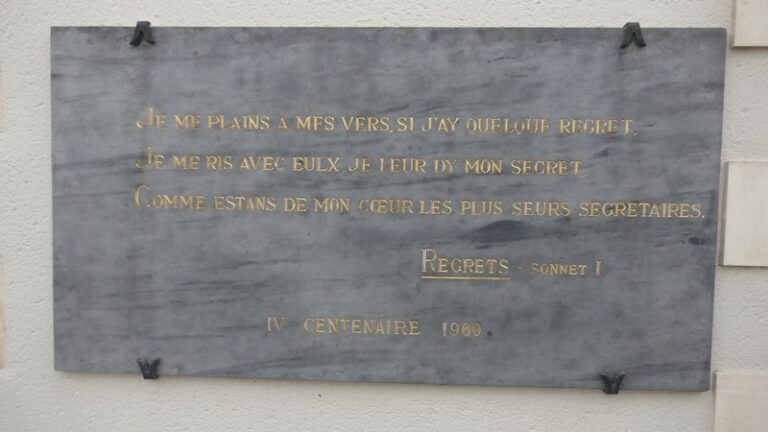 JE ME PLAINS A MES VERS, SI J'AY QUELQUE REGRET,
JE ME RIS AVEC EULX, JE LEUR DY MON SECRET,
COMME ESTANS DE MON CŒUR LES PLUS SEURS SECRETAIRES.
REGRETS - SONNET I
IV CENTENAIRE 1960.